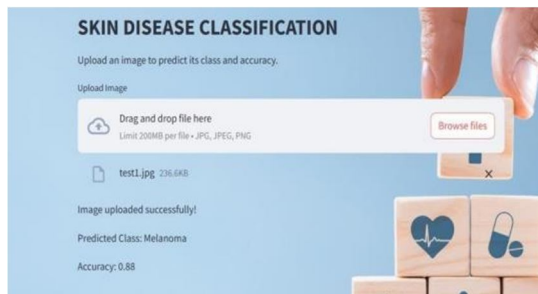 SKIN DISEASE CLASSIFICATION
Upload an image to predict its class and accuracy.
Upload Image
Drag and drop file here
Limit 200MB per file • JPG, JPEG, PNG
Browse files
test1.jpg 236.6KB
Image uploaded successfully!
Predicted Class: Melanoma
Accuracy: 0.88